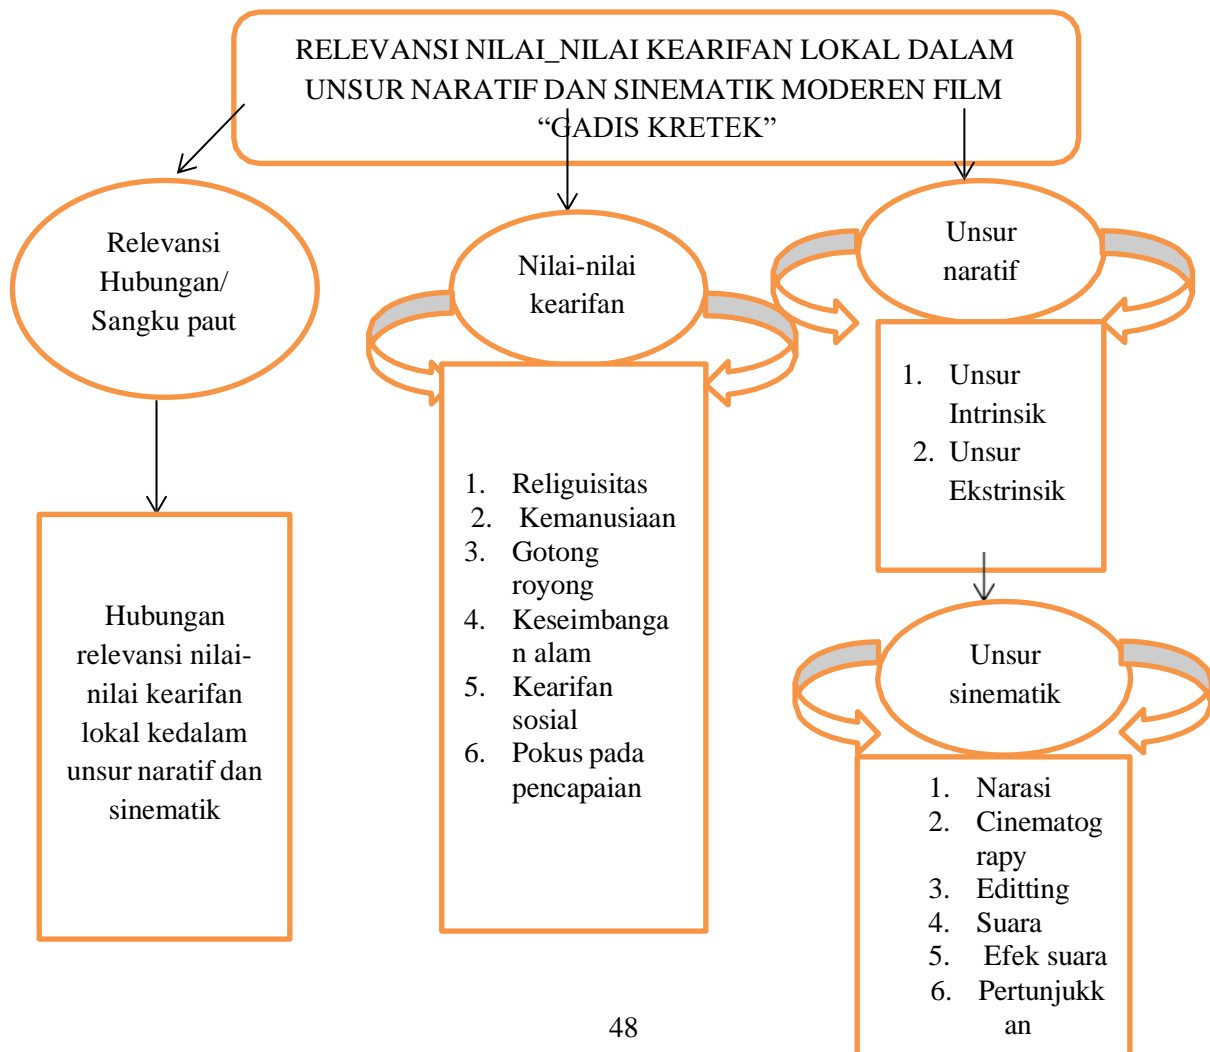 RELEVANSI NILAI_NILAI KEARIFAN LOKAL DALAM
UNSUR NARATIF DAN SINEMATIK MODEREN FILM
“GADIS KRETEK”
Relevansi
Hubungan/
Sangku paut
Hubungan
relevansi nilai-
nilai kearifan
lokal kedalam
unsur naratif dan
sinematik
Nilai-nilai
kearifan
1. Religuisitas
2. Kemanusiaan
3. Gotong
royong
4. Keseimbanga
n alam
5. Kearifan
sosial
6. Pokus pada
pencapaian
Unsur
naratif
1. Unsur
Intrinsik
2. Unsur
Ekstrinsik
Unsur
sinematik
1. Narasi
2. Cinematog
rapy
3. Editting
4. Suara
5. Efek suara
6. Pertunjukk
an
48